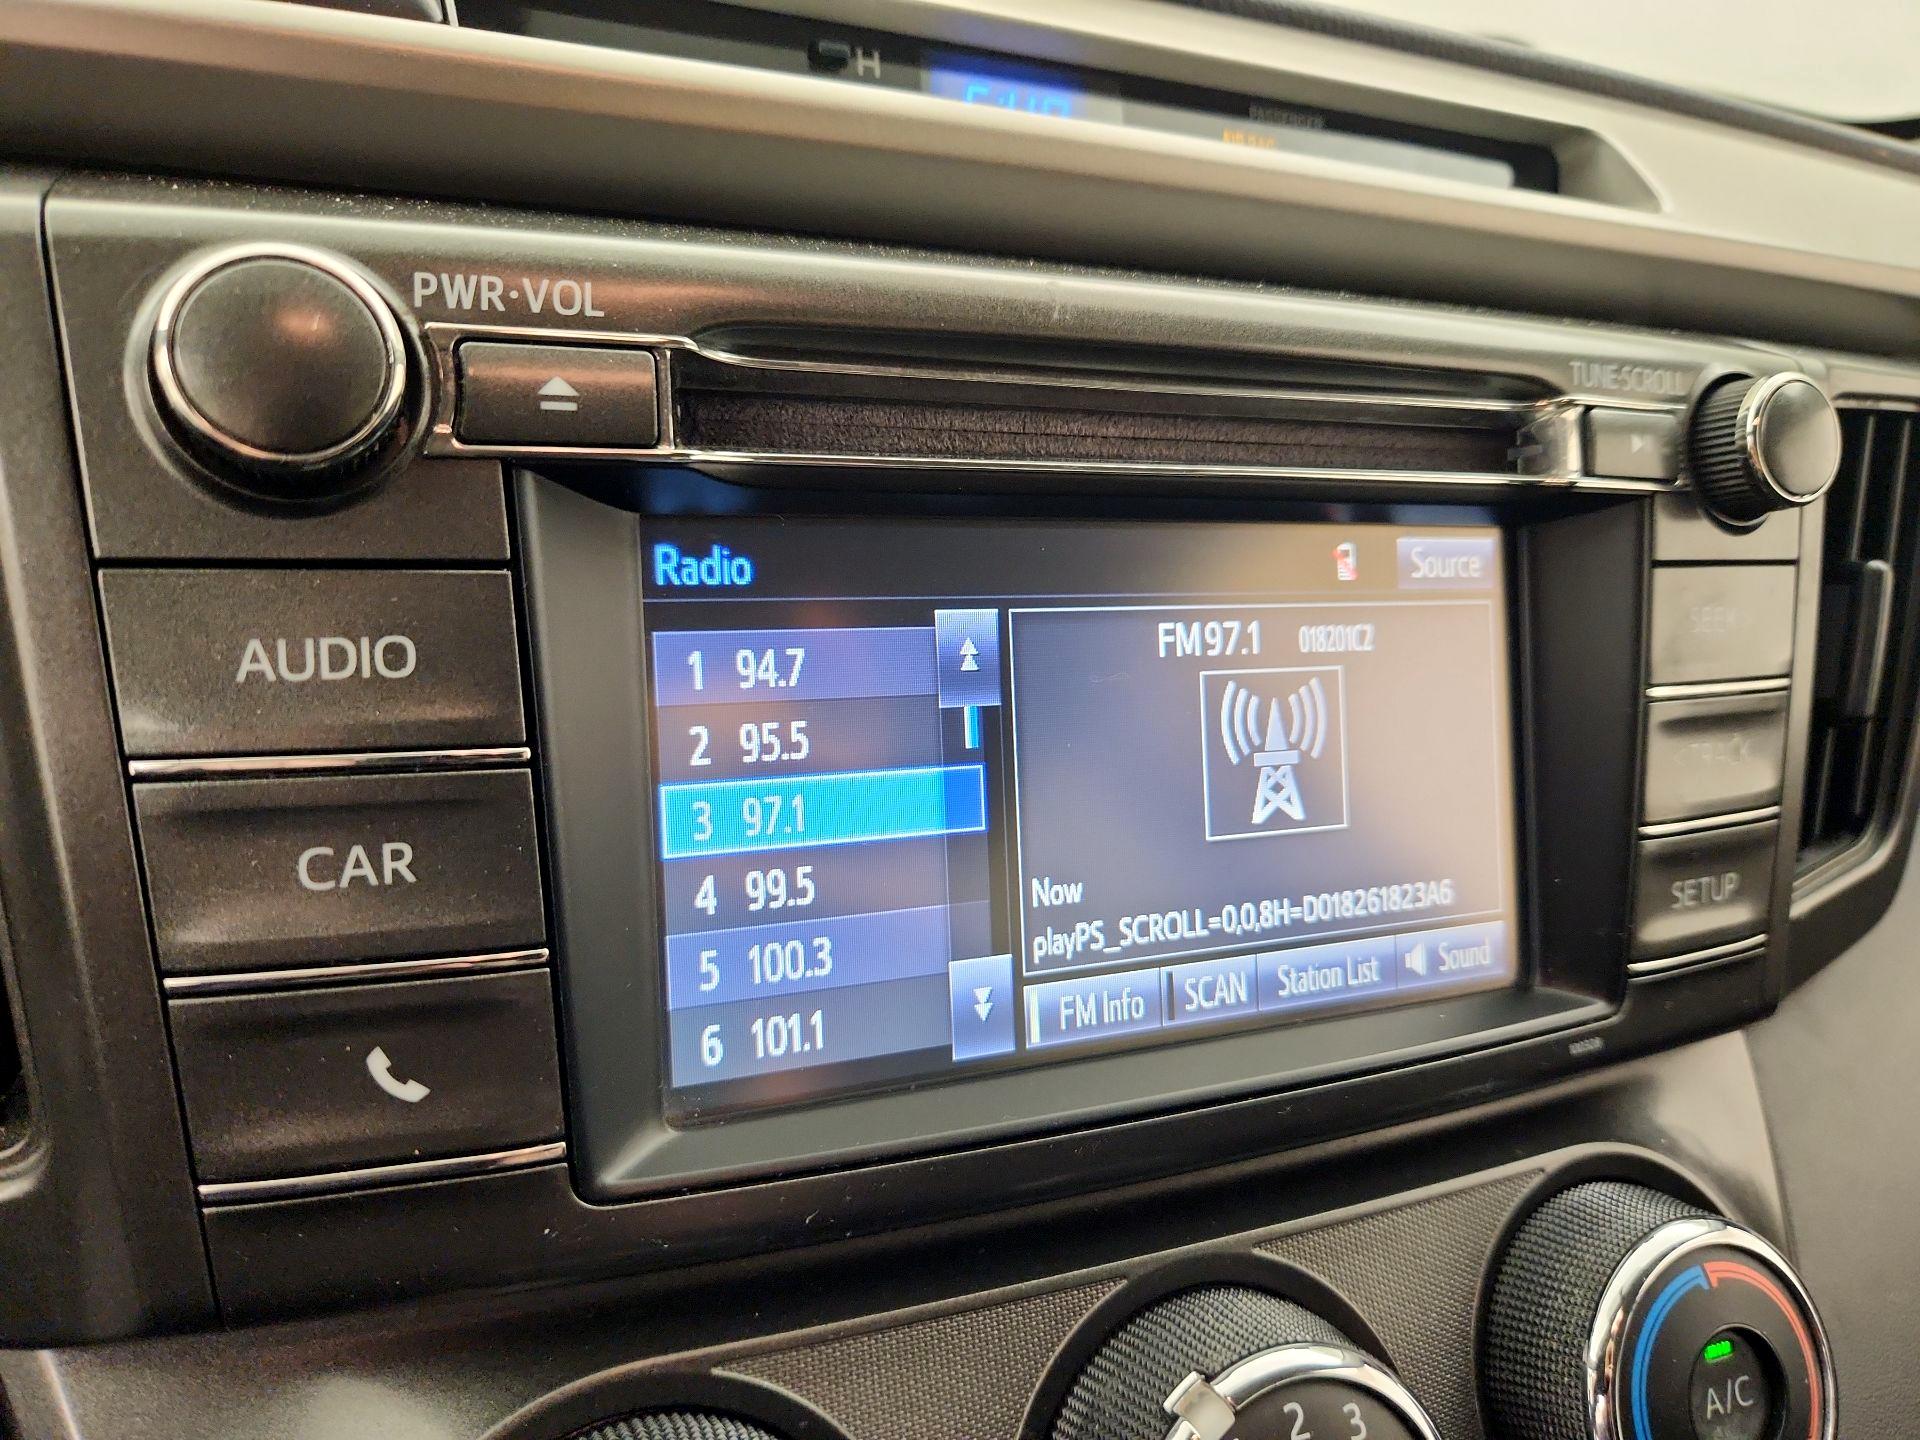 H
PWR·VOL
TUNE·SCROLL
Radio
Source
1 94.7
2 95.5
3 97.1
4 99.5
5 100.3
6 101.1
FM97.1 018201C2
Now
playPS_SCROLL=0,0,8H=D018261823A6
FM Info
SCAN
Station List
Sound
AUDIO
CAR
SEEK
TRACK
SETUP
2 3
A/C